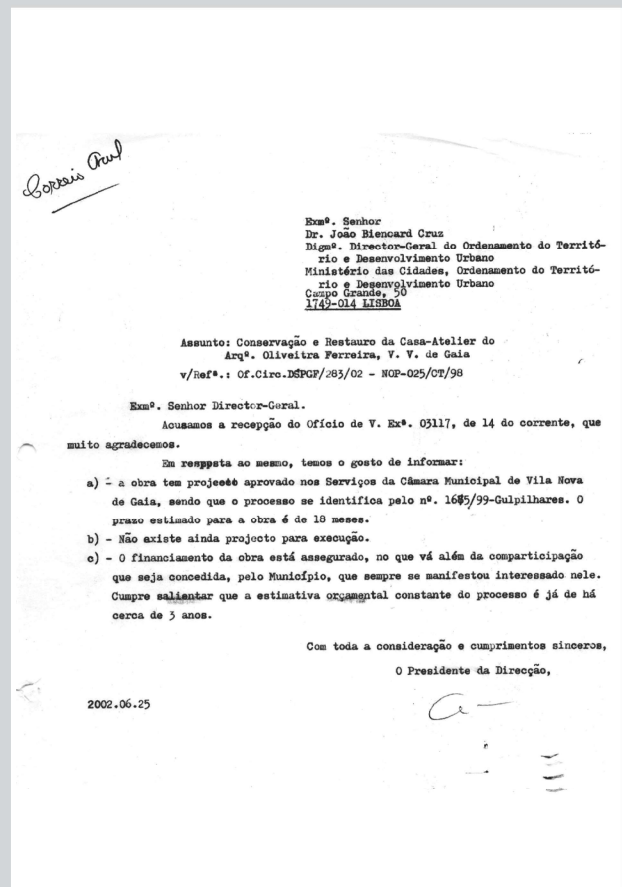 Correio Azul
Exmº. Senhor
Dr. João Biencard Cruz
Digmº. Director-Geral do Ordenamento do Territó-
rio e Desenvolvimento Urbano
Ministério das Cidades, Ordenamento do Territó-
rio e Desenvolvimento Urbano
Campo Grande, 50
1749-014 LISBOA
Assunto: Conservação e Restauro da Casa-Atelier do
Arqº. Oliveitra Ferreira, V. V. de Gaia
v/Refª.: Of.Circ.DSPGF/283/02 - NOP-025/CT/98
Exmº. Senhor Director-Geral.
Acusamos a recepção do Ofício de V. Exª. 03117, de 14 do corrente, que
muito agradecemos.
Em resppsta ao mesmo, temos o gosto de informar:
a) - a obra tem projecto aprovado nos Serviços da Câmara Municipal de Vila Nova
de Gaia, sendo que o processo se identifica pelo nº. /99-Gulpilhares. O
prazo estimado para a obra é de 18 meses.
b) - Não existe ainda projecto para execução.
c) - O financiamento da obra está assegurado, no que vá além da comparticipação
que seja concedida, pelo Município, que sempre se manifestou interessado nele.
Cumpre salientar que a estimativa orçamental constante do processo é já de há
cerca de 3 anos.
Com toda a consideração e cumprimentos sinceros,
O Presidente da Direcção,
2002.06.25